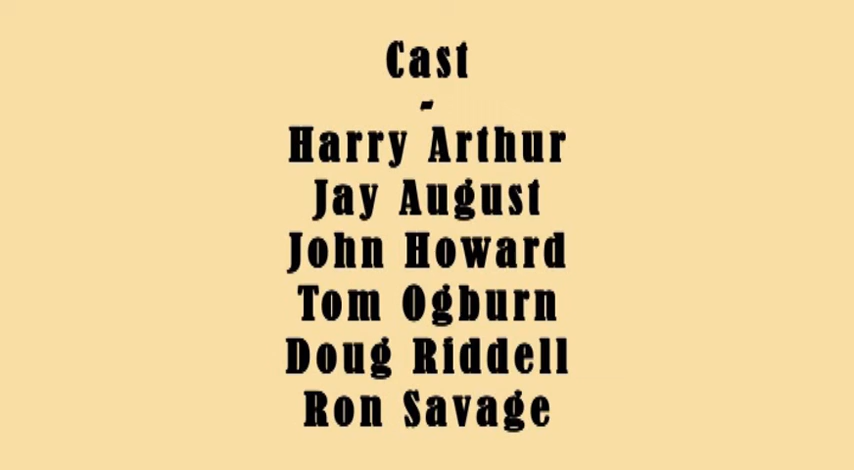 Cast
-
Harry Arthur
Jay August
John Howard
Tom Ogburn
Doug Riddell
Ron Savage